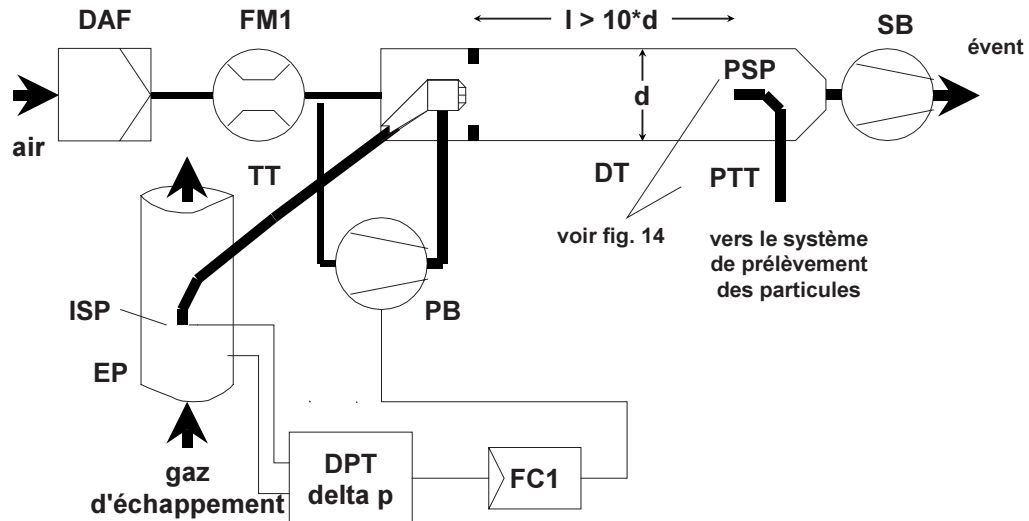 DAF
FM1
l > 10*d
SB
évent
PSP
d
air
TT
DT
PTT
voir fig. 14
vers le système
de prélèvement
des particules
ISP
PB
EP
gaz
d'échappement
DPT
delta p
FC1